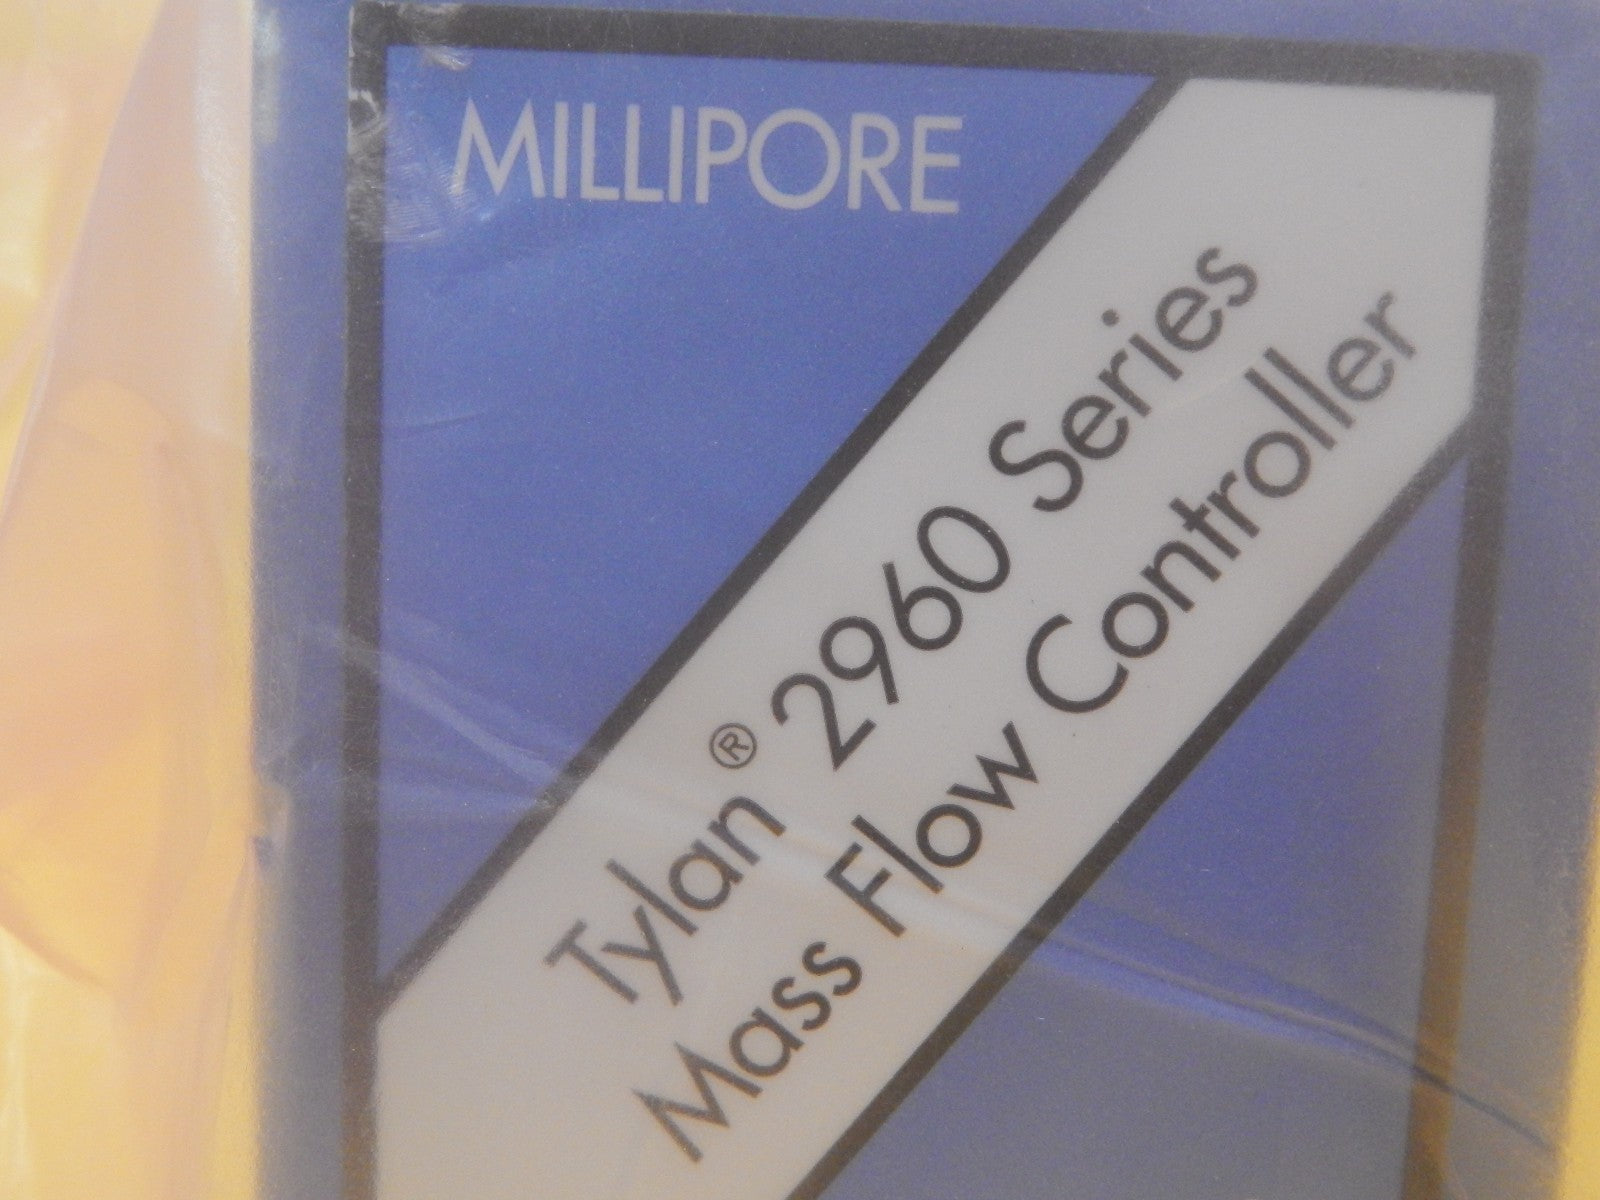 MILLIPORE
Tylan® 2960 Series
Mass Flow Controller